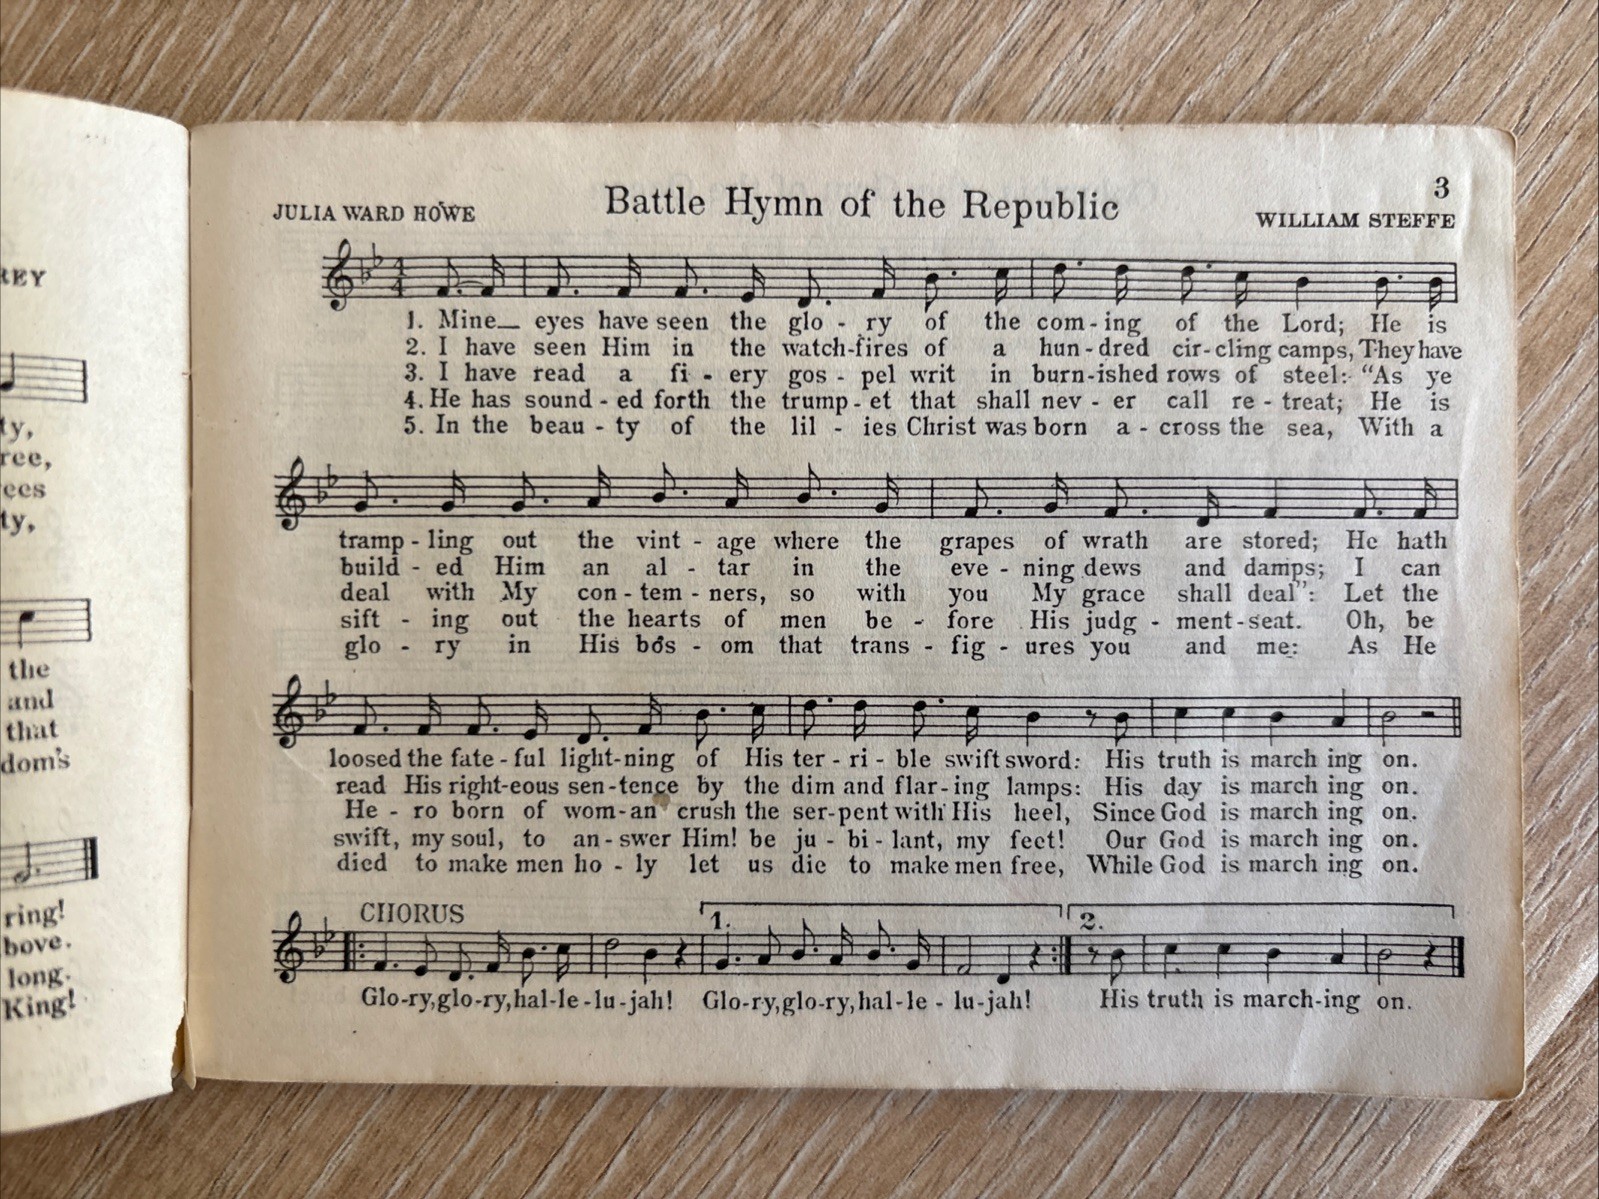 REY
ty,
ree,
ty,
the
and
that
dom's
ring!
bove.
long.
King!
3
Battle Hymn of the Republic
JULIA WARD HOWE
WILLIAM STEFFE
4
4
1. Mine eyes have seen the glo - ry of the com - ing of the Lord; He is
2. I have seen Him in the watch-fires of a hun - dred cir - cling camps, They have
3. I have read a fi - ery gos - pel writ in burn-ished rows of steel: "As ye
4. He has sound - ed forth the trump - et that shall nev - er call re - treat; He is
5. In the beau - ty of the lil - ies Christ was born a - cross the sea, With a
tramp - ling out the vint - age where the grapes of wrath are stored; He hath
build - ed Him an al - tar in the eve - ning dews and damps; I can
deal with My con - tem - ners, so with you My grace shall deal": Let the
sift - ing out the hearts of men be - fore His judg - ment-seat. Oh, be
glo - ry in His bos - om that trans - fig - ures you and me: As He
loosed the fate - ful light-ning of His ter - ri - ble swift sword: His truth is march ing on.
read His right-eous sen-tence by the dim and flar - ing lamps: His day is march ing on.
He - ro born of wom-an crush the ser-pent with His heel, Since God is march ing on.
swift, my soul, to an - swer Him! be ju - bi - lant, my feet! Our God is march ing on.
died to make men ho - ly let us die to make men free, While God is march ing on.
CHORUS
1.
2.
Glo-ry, glo-ry, hal-le-lu-jah! Glo-ry, glo-ry, hal-le - lu-jah! His truth is march-ing on.